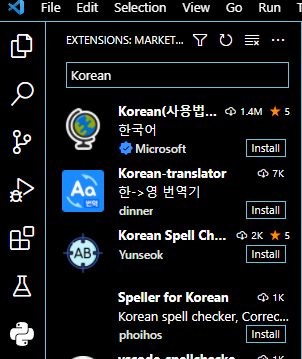 File Edit Selection View Go Run
EXTENSIONS: MARKET...
Korean
Korean(사용법... 1.4M 5
한국어
Microsoft Install
Korean-translator 7K
한->영 번역기
dinner Install
Korean Spell Ch... 2K 5
Yunseok Install
Speller for Korean 1K
Korean spell checker, Correc...
phoihos Install
Aa
번역
AB